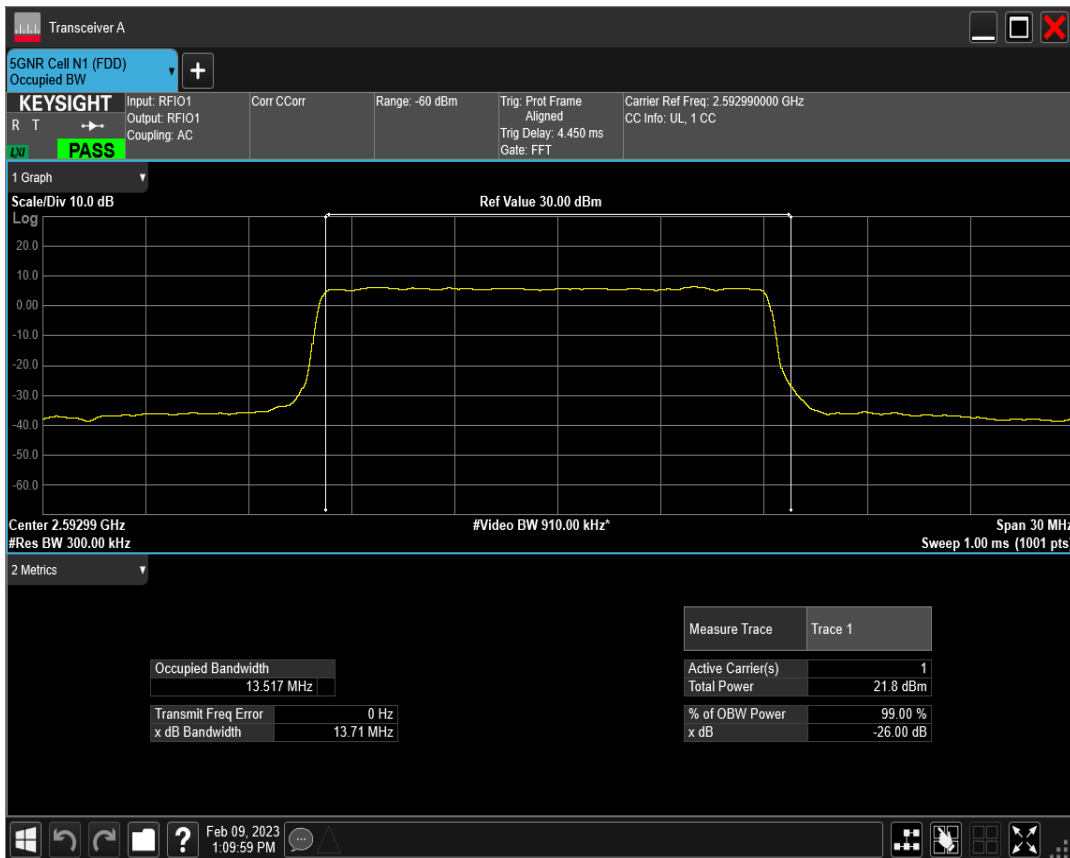 Transceiver A
5GNR Cell N1 (FDD)
Occupied BW
KEYSIGHT
R T
LXI
PASS
Input: RFIO1
Output: RFIO1
Coupling: AC
Corr CCorr
Range: -60 dBm
Trig: Prot Frame
Aligned
Trig Delay: 4.450 ms
Gate: FFT
Carrier Ref Freq: 2.592990000 GHz
CC Info: UL, 1 CC
1 Graph
Scale/Div 10.0 dB
Ref Value 30.00 dBm
Log
20.0
10.0
0.00
-10.0
-20.0
-30.0
-40.0
-50.0
-60.0
Center 2.59299 GHz
#Video BW 910.00 kHz*
Span 30 MHz
#Res BW 300.00 kHz
Sweep 1.00 ms (1001 pts)
2 Metrics
Measure Trace Trace 1
Occupied Bandwidth
13.517 MHz
Active Carrier(s) 1
Total Power 21.8 dBm
Transmit Freq Error 0 Hz
x dB Bandwidth 13.71 MHz
% of OBW Power 99.00 %
x dB -26.00 dB
?
Feb 09, 2023
1:09:59 PM